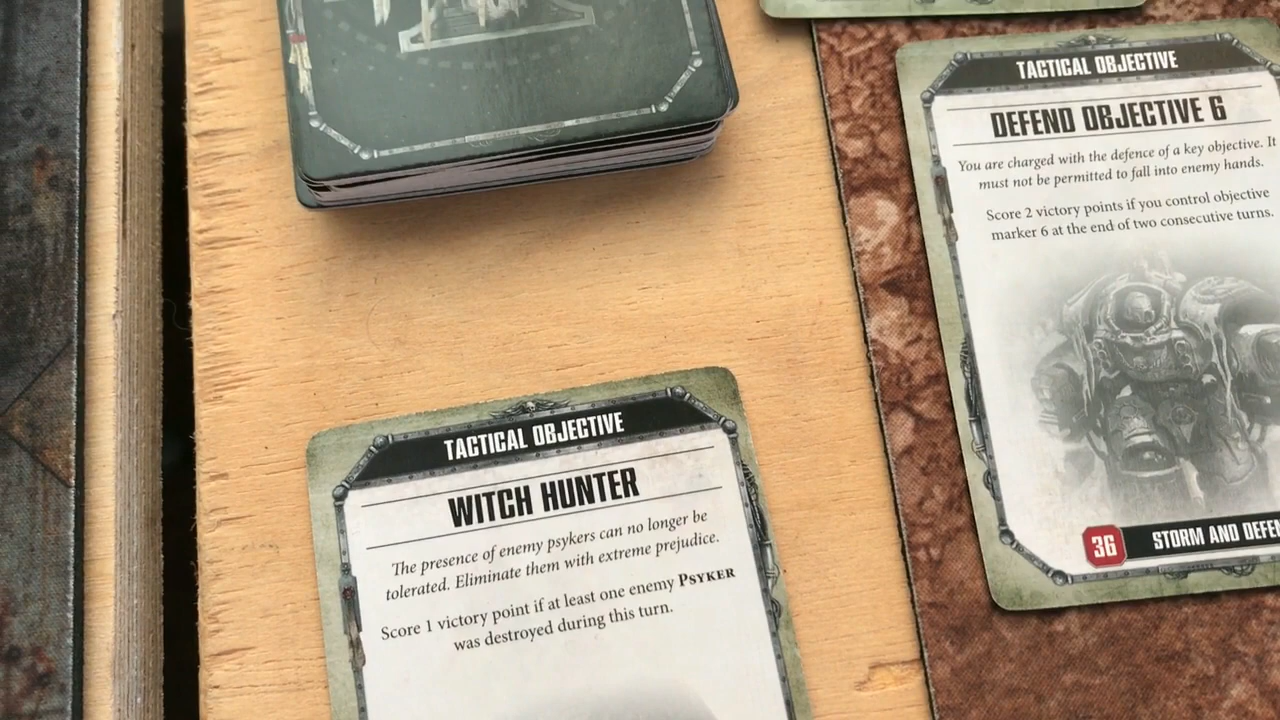 TACTICAL OBJECTIVE
DEFEND OBJECTIVE 6
You are charged with the defence of a key objective. It
must not be permitted to fall into enemy hands.
Score 2 victory points if you control objective
marker 6 at the end of two consecutive turns.
36
STORM AND
TACTICAL OBJECTIVE
WITCH HUNTER
The presence of enemy psykers can no longer be
tolerated. Eliminate them with extreme prejudice.
Score 1 victory point if at least one enemy PSYKER
was destroyed during this turn.